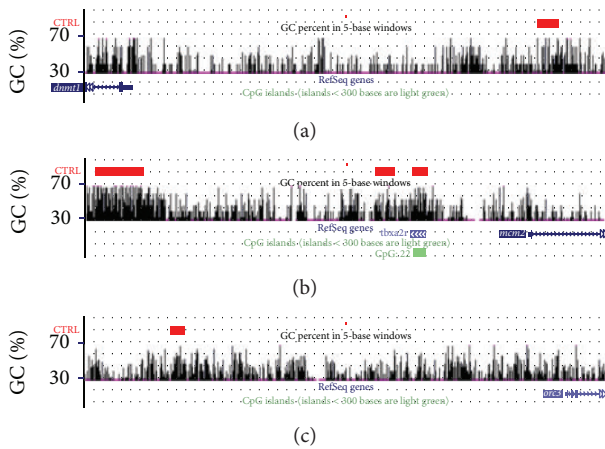 CTRL
GC percent in 5-base windows
70
30
GC (%)
RefSeq genes
dnmt1
CpG islands (islands < 300 bases are light green)
(a)
CTRL
GC percent in 5-base windows
70
30
GC (%)
RefSeq genes
tbxa2r
mcm2
CpG islands (islands < 300 bases are light green)
CpG: 22
(b)
CTRL
GC percent in 5-base windows
70
30
GC (%)
RefSeq genes
orc3
CpG islands (islands < 300 bases are light green)
(c)